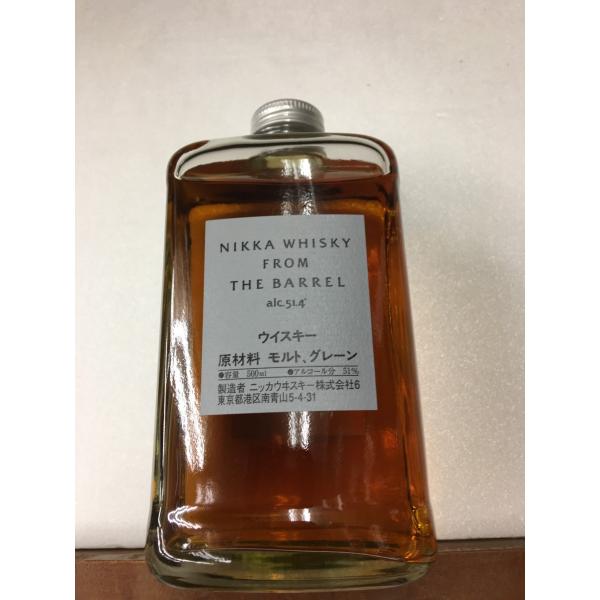 NIKKA WHISKY
FROM
THE BARREL
alc.51.4°
ウイスキー
原材料 モルト、グレーン
●容量 500ml ●アルコール分 51%
製造者 ニッカウヰスキー株式会社6
東京都港区南青山5-4-31